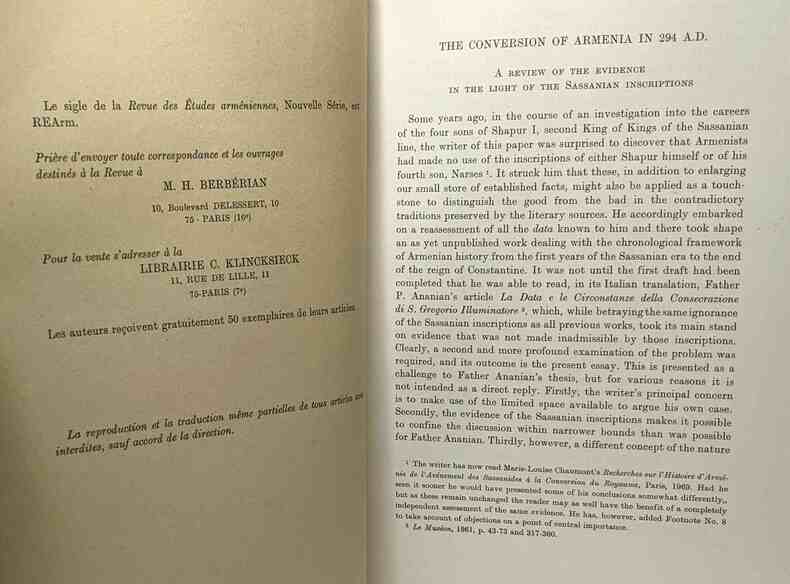 Le sigle de la Revue des Études arméniennes, Nouvelle Série, est
REArm.
Prière d'envoyer toute correspondance et les ouvrages
destinés à la Revue à
M. H. BERBÉRIAN
10, Boulevard DELESSERT, 10
75 - PARIS (16e)
Pour la vente s'adresser à la
LIBRAIRIE C. KLINCKSIECK
11, RUE DE LILLE, 11
75-PARIS (7e)
Les auteurs reçoivent gratuitement 50 exemplaires de leurs articles
La reproduction et la traduction même partielles de tous articles sont
interdites, sauf accord de la direction.
THE CONVERSION OF ARMENIA IN 294 A.D.
A REVIEW OF THE EVIDENCE
IN THE LIGHT OF THE SASSANIAN INSCRIPTIONS
Some years ago, in the course of an investigation into the careers
of the four sons of Shapur I, second King of Kings of the Sassanian
line, the writer of this paper was surprised to discover that Armenists
had made no use of the inscriptions of either Shapur himself or of his
fourth son, Narses 1. It struck him that these, in addition to enlarging
our small store of established facts, might also be applied as a touch-
stone to distinguish the good from the bad in the contradictory
traditions preserved by the literary sources. He accordingly embarked
on a reassessment of all the data known to him and there took shape
an as yet unpublished work dealing with the chronological framework
of Armenian history from the first years of the Sassanian era to the end
of the reign of Constantine. It was not until the first draft had been
completed that he was able to read, in its Italian translation, Father
P. Ananian's article La Data e le Circonstanze della Consecrazione
di S. Gregorio Illuminatore 2, which, while betraying the same ignorance
of the Sassanian inscriptions as all previous works, took its main stand
on evidence that was not made inadmissible by those inscriptions.
Clearly, a second and more profound examination of the problem was
required, and its outcome is the present essay. This is presented as a
challenge to Father Ananian's thesis, but for various reasons it is
not intended as a direct reply. Firstly, the writer's principal concern
is to make use of the limited space available to argue his own case.
Secondly, the evidence of the Sassanian inscriptions makes it possible
to confine the discussion within narrower bounds than was possible
for Father Ananian. Thirdly, however, a different concept of the nature
1 The writer has now read Marie-Louise Chaumont's Recherches sur l'Histoire d'Armé-
nie de l'Avènement des Sassanides à la Conversion du Royaume, Paris, 1969. Had he
seen it sooner he would have presented some of his conclusions somewhat differently,
but as these remain unchanged the reader may as well have the benefit of a completely
independent assessment of the same evidence. He has, however, added Footnote No. 8
to take account of objections on a point of central importance.
2 Le Muséon, 1961, p. 43-73 and 317-360.